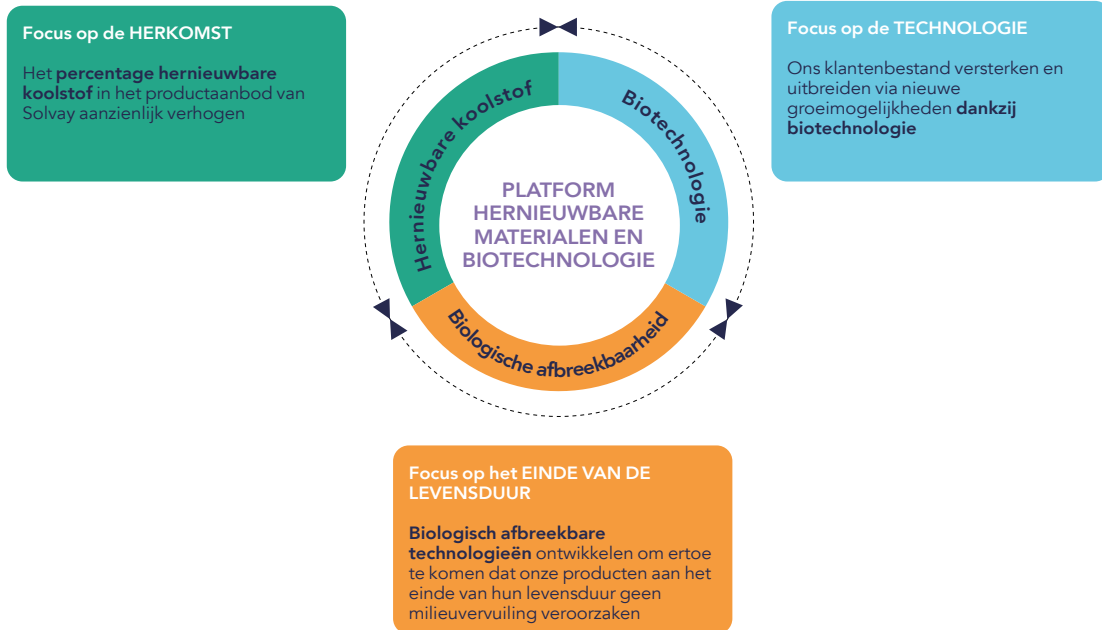 Focus op de HERKOMST
Het percentage hernieuwbare
koolstof in het productaanbod van
Solvay aanzienlijk verhogen
Focus op de TECHNOLOGIE
Ons klantenbestand versterken en
uitbreiden via nieuwe
groeimogelijkheden dankzij
biotechnologie
Hernieuwbare koolstof
Biotechnologie
PLATFORM
HERNIEUWBARE
MATERIALEN EN
BIOTECHNOLOGIE
Biologische afbreekbaarheid
Focus op het EINDE VAN DE
LEVENSDUUR
Biologisch afbreekbare
technologieën ontwikkelen om ertoe
te komen dat onze producten aan het
einde van hun levensduur geen
milieuvervuiling veroorzaken